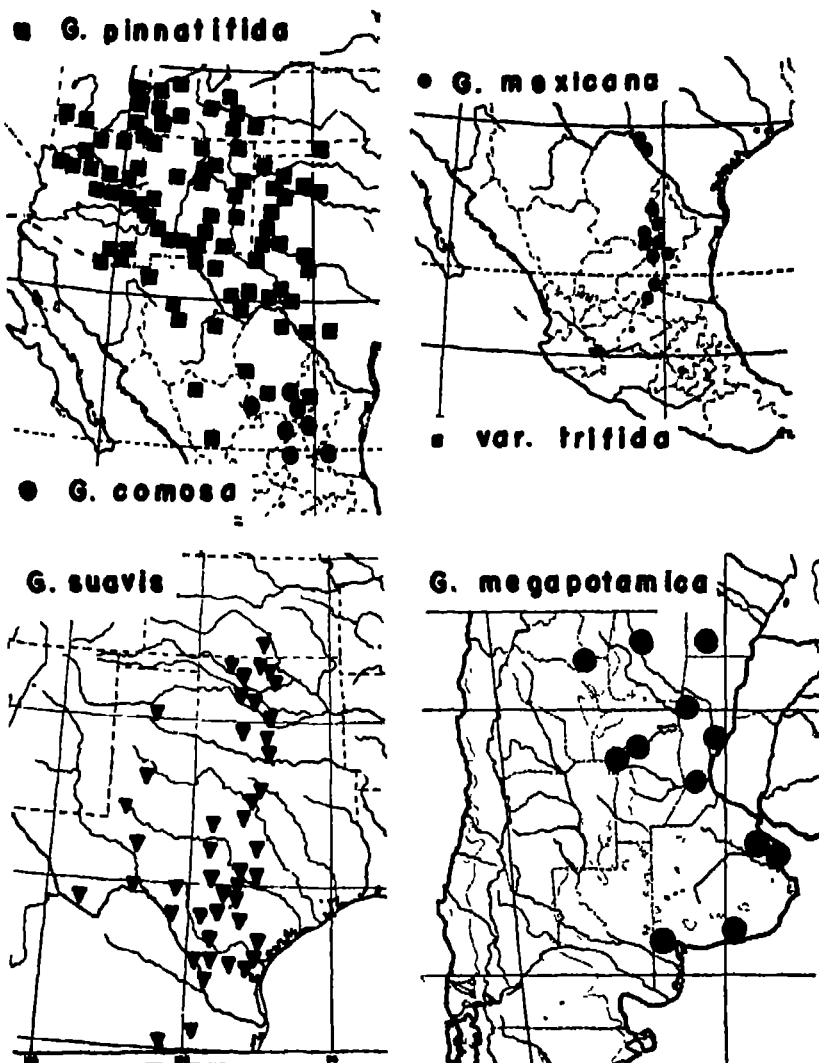 ■ G. pinnatifida
● G. mexicana
▪ var. trifida
● G. comosa
G. suavis
G. megapotamica